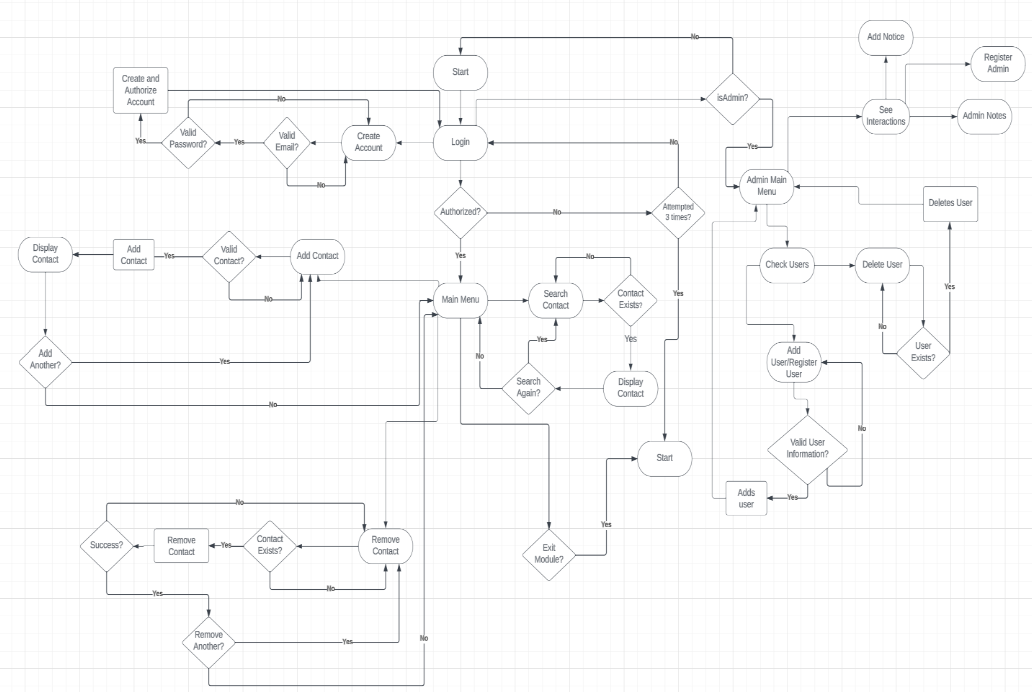 No
Add Notice
Register
Admin
Start
Create and
Authorize
Account
isAdmin?
No
See
Interactions
Admin Notes
Valid
Password?
Yes
Yes
Valid
Email?
Create
Account
Login
No
Yes
No
Admin Main
Menu
Deletes User
Authorized?
No
Attempted
3 times?
Display
Contact
Add
Contact
Yes
Valid
Contact?
Add Contact
Yes
No
Check Users
Delete User
No
Main Menu
Search
Contact
Contact
Exists?
Yes
Yes
No
User
Exists?
Add
Another?
Yes
No
Yes
Yes
Search
Again?
Display
Contact
Add
User/Register
User
No
No
Valid User
Information?
Start
Adds
user
Yes
No
Yes
Success?
Remove
Contact
Yes
Contact
Exists?
Remove
Contact
Exit
Module?
No
Yes
Remove
Another?
Yes
No